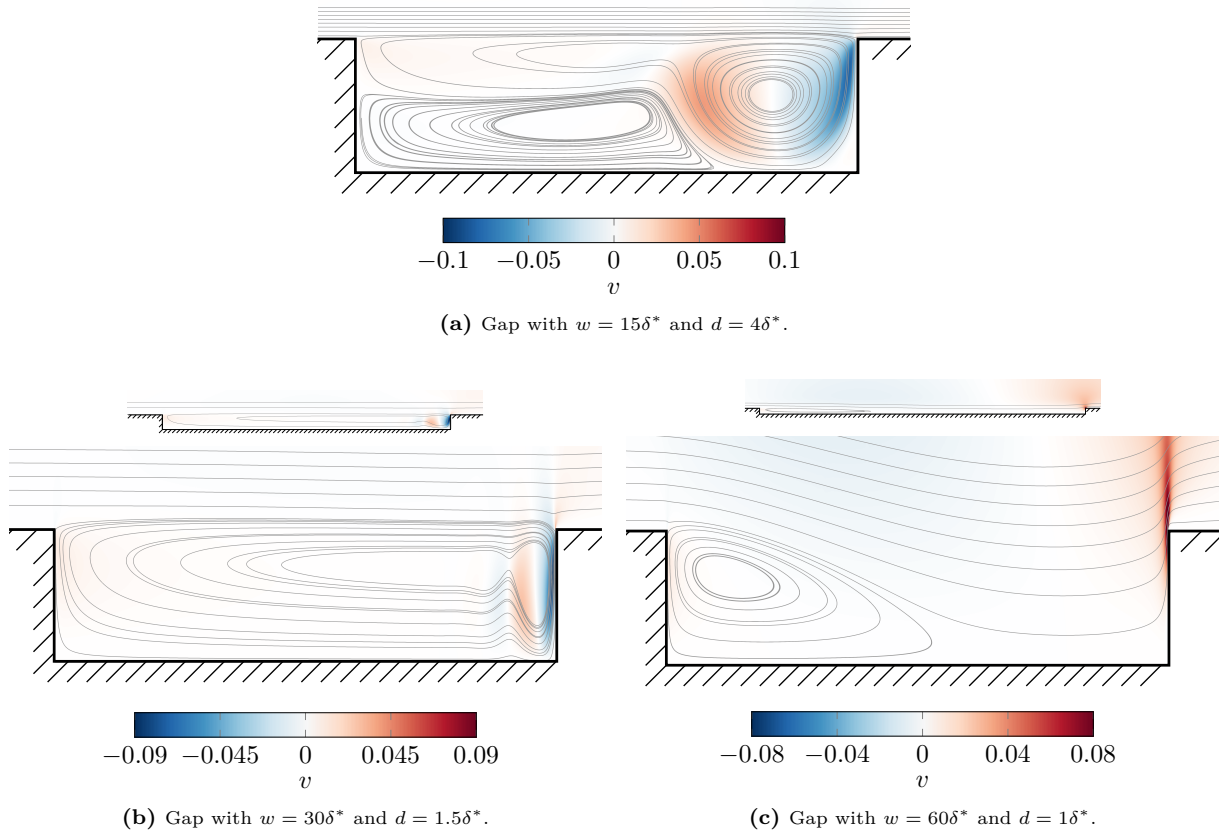 −0.1 −0.05 0 0.05 0.1
v
(a) Gap with w = 15δ* and d = 4δ*.
−0.09 −0.045 0 0.045 0.09
v
(b) Gap with w = 30δ* and d = 1.5δ*.
−0.08 −0.04 0 0.04 0.08
v
(c) Gap with w = 60δ* and d = 1δ*.